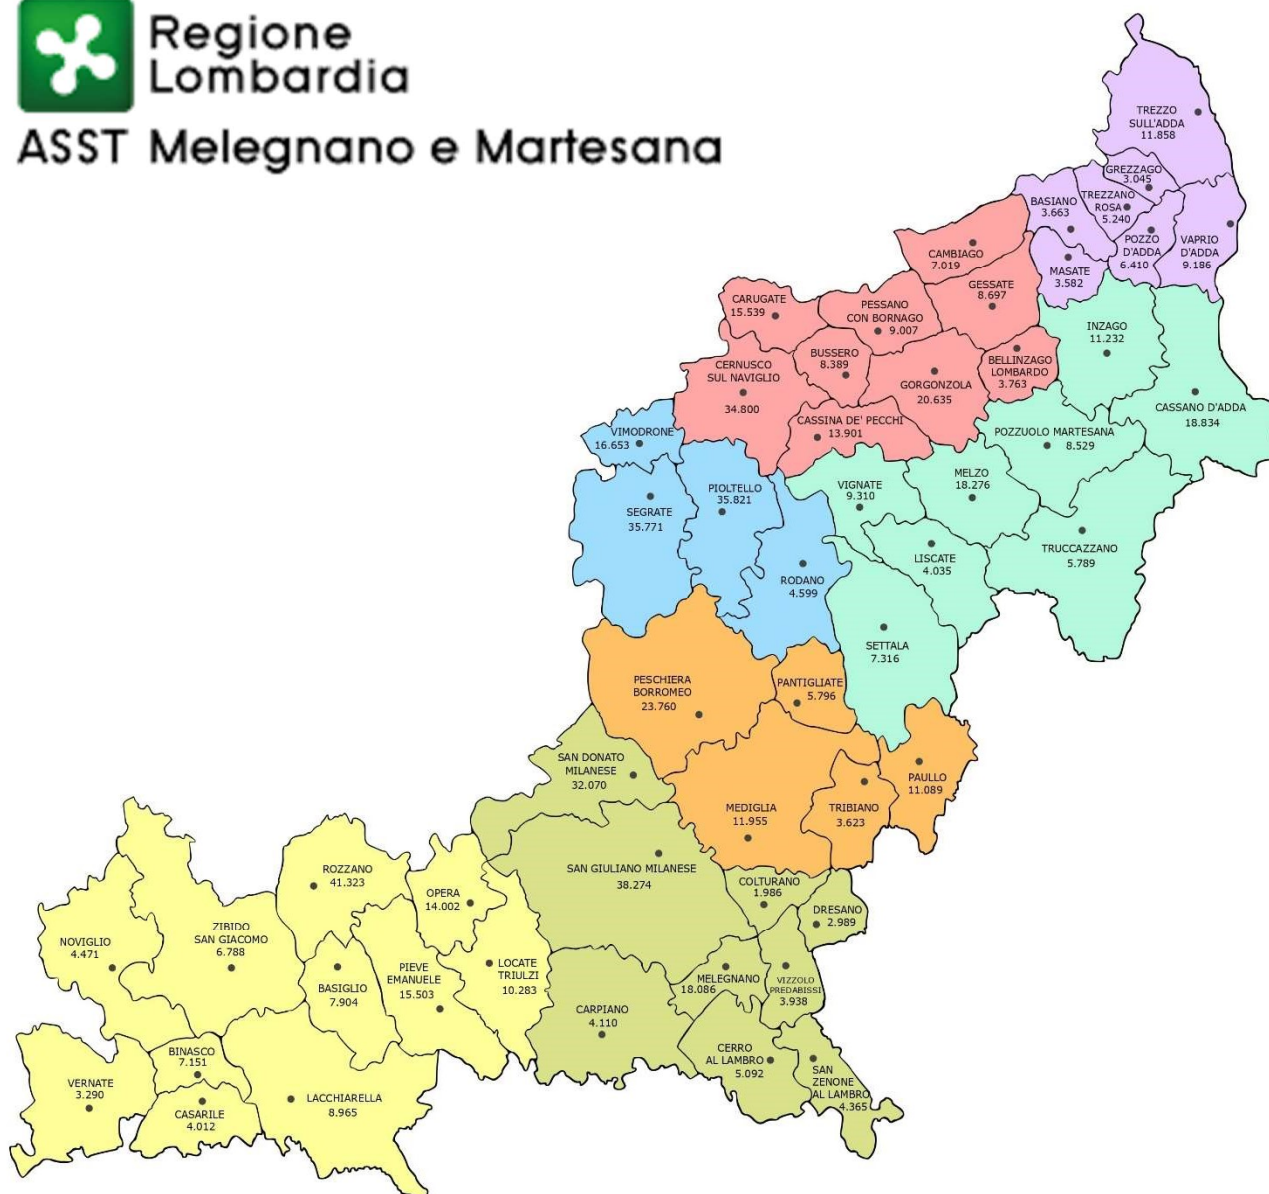 Regione
Lombardia
ASST Melegnano e Martesana
TREZZO
SULL'ADDA
11.858
GREZZAGO
3.045
BASIANO
3.663
TREZZANO
ROSA
5.240
POZZO
D'ADDA
6.410
VAPRIO
D'ADDA
9.186
MASATE
3.582
CAMBIAGO
7.019
GESSATE
8.697
CARUGATE
15.539
PESSANO
CON BORNAGO
9.007
INZAGO
11.232
BUSSERO
8.389
BELLINZAGO
LOMBARDO
3.763
CERNUSCO
SUL NAVIGLIO
34.800
GORGONZOLA
20.635
CASSANO D'ADDA
18.834
CASSINA DE' PECCHI
13.901
VIMODRONE
16.653
POZZUOLO MARTESANA
8.529
PIOLTELLO
35.821
VIGNATE
9.310
MELZO
18.276
SEGRATE
35.771
TRUCCAZZANO
5.789
LISCATE
4.035
RODANO
4.599
SETTALA
7.316
PESCHIERA
BORROMEO
23.760
PANTIGLIATE
5.796
SAN DONATO
MILANESE
32.070
PAULLO
11.089
MEDIGLIA
11.955
TRIBIANO
3.623
SAN GIULIANO MILANESE
38.274
ROZZANO
41.323
OPERA
14.002
COLTURANO
1.986
DRESANO
2.989
ZIBIDO
SAN GIACOMO
6.788
NOVIGLIO
4.471
BASIGLIO
7.904
PIEVE
EMANUELE
15.503
LOCATE
TRIULZI
10.283
MELEGNANO
18.086
VIZZOLO
PREDABISSI
3.938
CARPIANO
4.110
CERRO
AL LAMBRO
5.092
BINASCO
7.151
SAN
ZENONE
AL LAMBRO
4.365
VERNATE
3.290
CASARILE
4.012
LACCHIARELLA
8.965